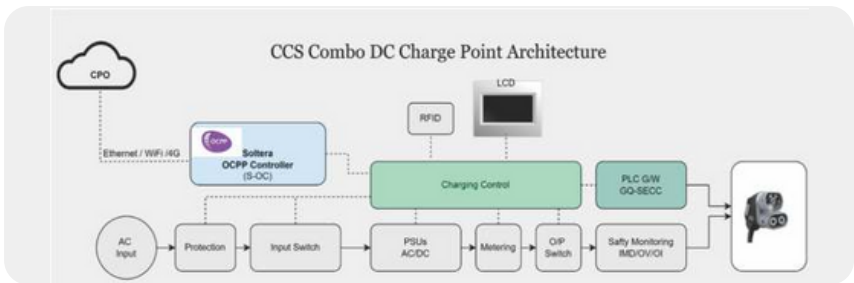 CCS Combo DC Charge Point Architecture
CPO
LCD
RFID
OCPP
Ethernet / WiFi /4G
Soltera
OCPP Controller
(S-OC)
Charging Control
PLC G/W
GQ-SECC
AC
Input
Protection
Input Switch
PSUs
AC/DC
Metering
O/P
Switch
Safty Monitoring
IMD/OV/OI